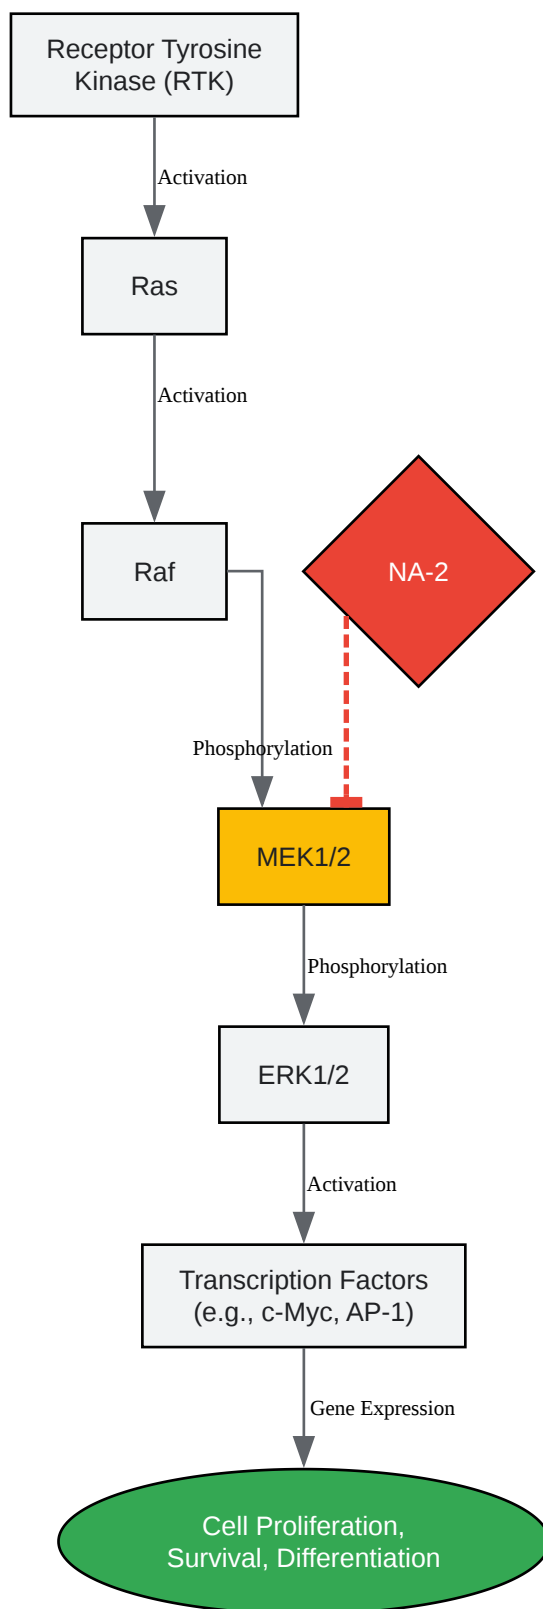 Receptor Tyrosine
Kinase (RTK)
Activation
Ras
Activation
Raf
NA-2
Phosphorylation
MEK1/2
Phosphorylation
ERK1/2
Activation
Transcription Factors
(e.g., c-Myc, AP-1)
Gene Expression
Cell Proliferation,
Survival, Differentiation